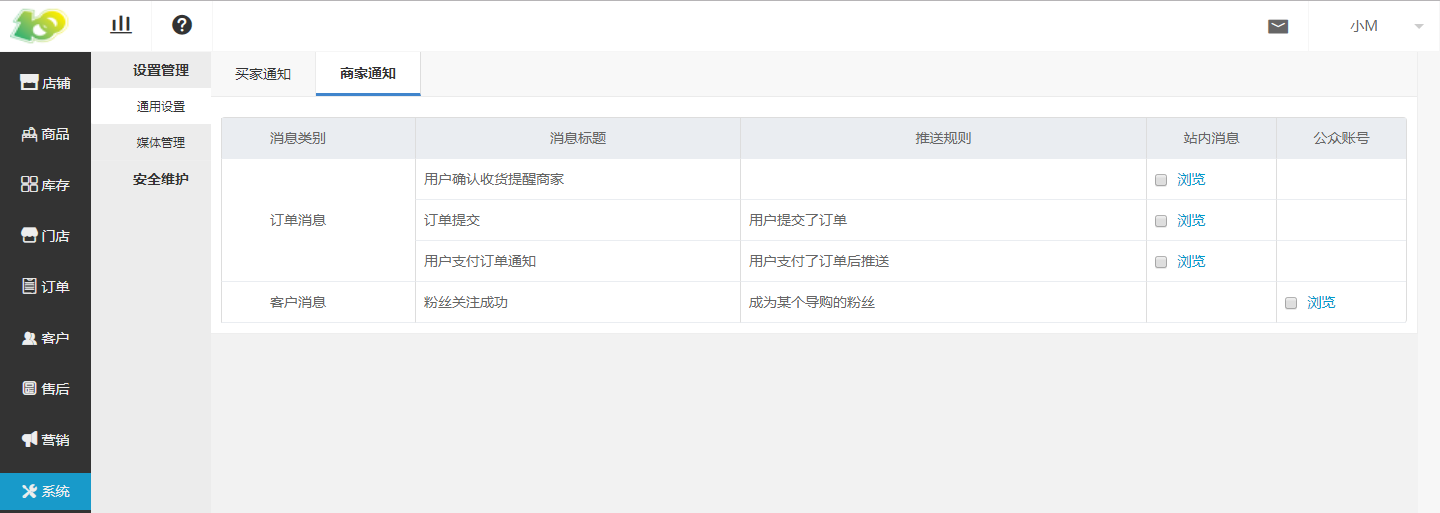 小M
店铺
商品
库存
门店
订单
客户
售后
营销
系统
设置管理
通用设置
媒体管理
安全维护
买家通知 商家通知
消息类别 消息标题 推送规则 站内消息 公众账号
订单消息
用户确认收货提醒商家 浏览
订单提交 用户提交了订单 浏览
用户支付订单通知 用户支付了订单后推送 浏览
客户消息 粉丝关注成功 成为某个导购的粉丝 浏览